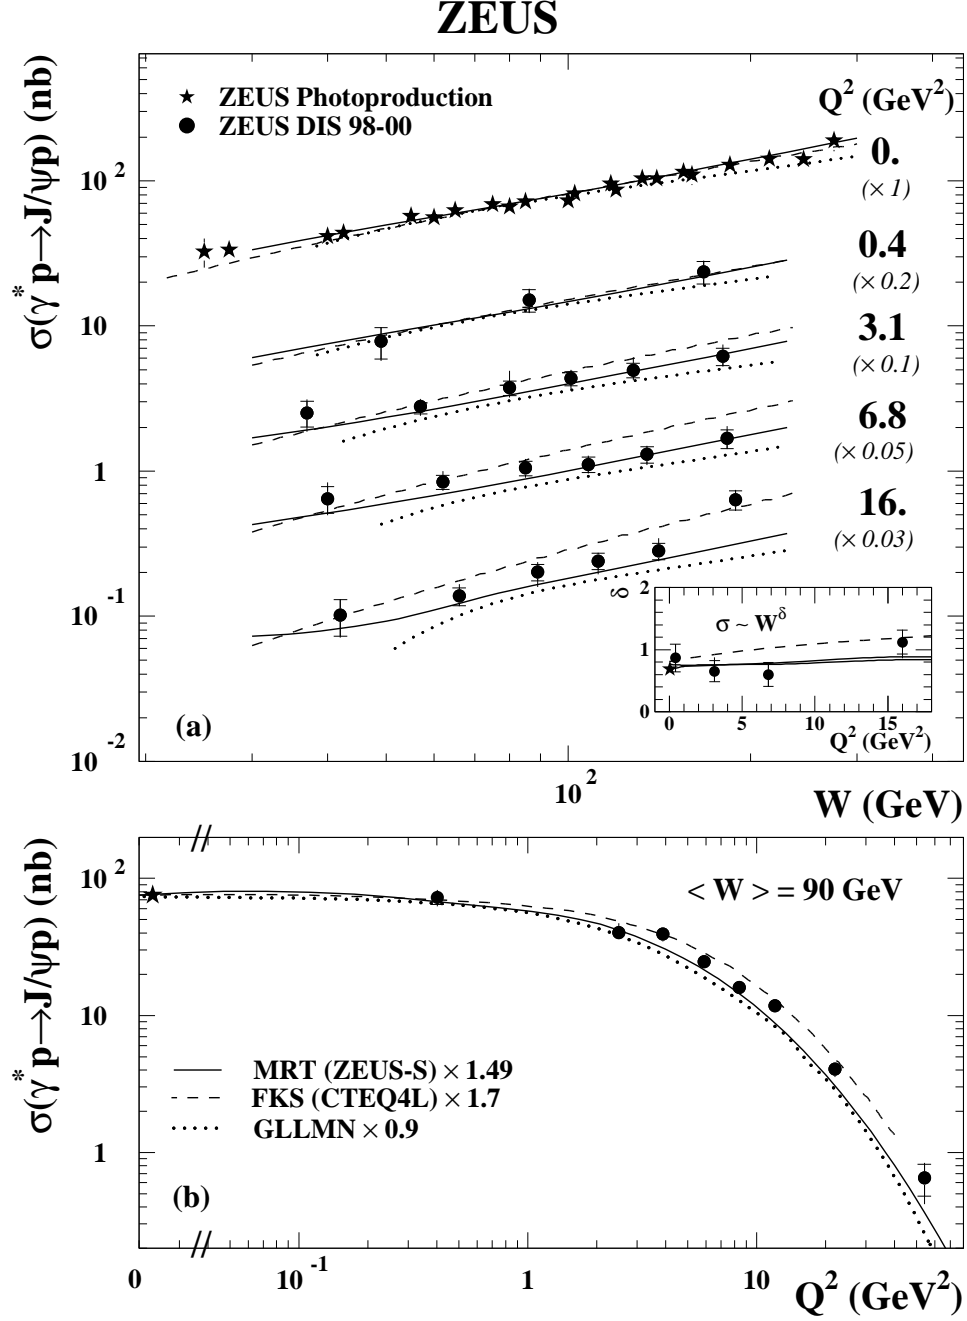 ZEUS
σ(γ* p→J/ψp) (nb)
★ ZEUS Photoproduction
● ZEUS DIS 98-00
Q² (GeV²)
0.
(× 1)
0.4
(× 0.2)
3.1
(× 0.1)
6.8
(× 0.05)
16.
(× 0.03)
10²
10
1
10⁻¹
10⁻²
(a)
δ
σ ~ W^δ
2
1
0
0 5 10 15
Q² (GeV²)
10²
W (GeV)
σ(γ* p→J/ψp) (nb)
10²
10
1
< W > = 90 GeV
MRT (ZEUS-S) × 1.49
FKS (CTEQ4L) × 1.7
GLLMN × 0.9
(b)
0 10⁻¹ 1 10 10²
Q² (GeV²)